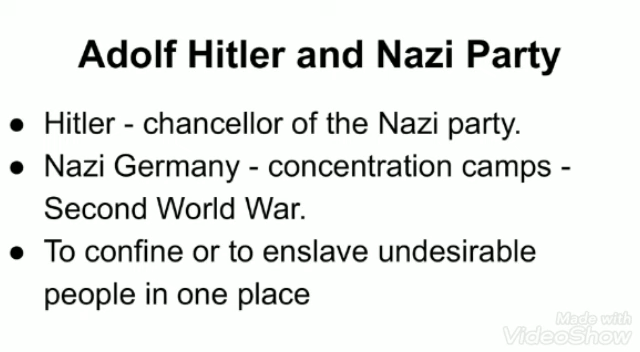 Adolf Hitler and Nazi Party
● Hitler - chancellor of the Nazi party.
● Nazi Germany - concentration camps -
Second World War.
● To confine or to enslave undesirable
people in one place
Made with
VideoShow